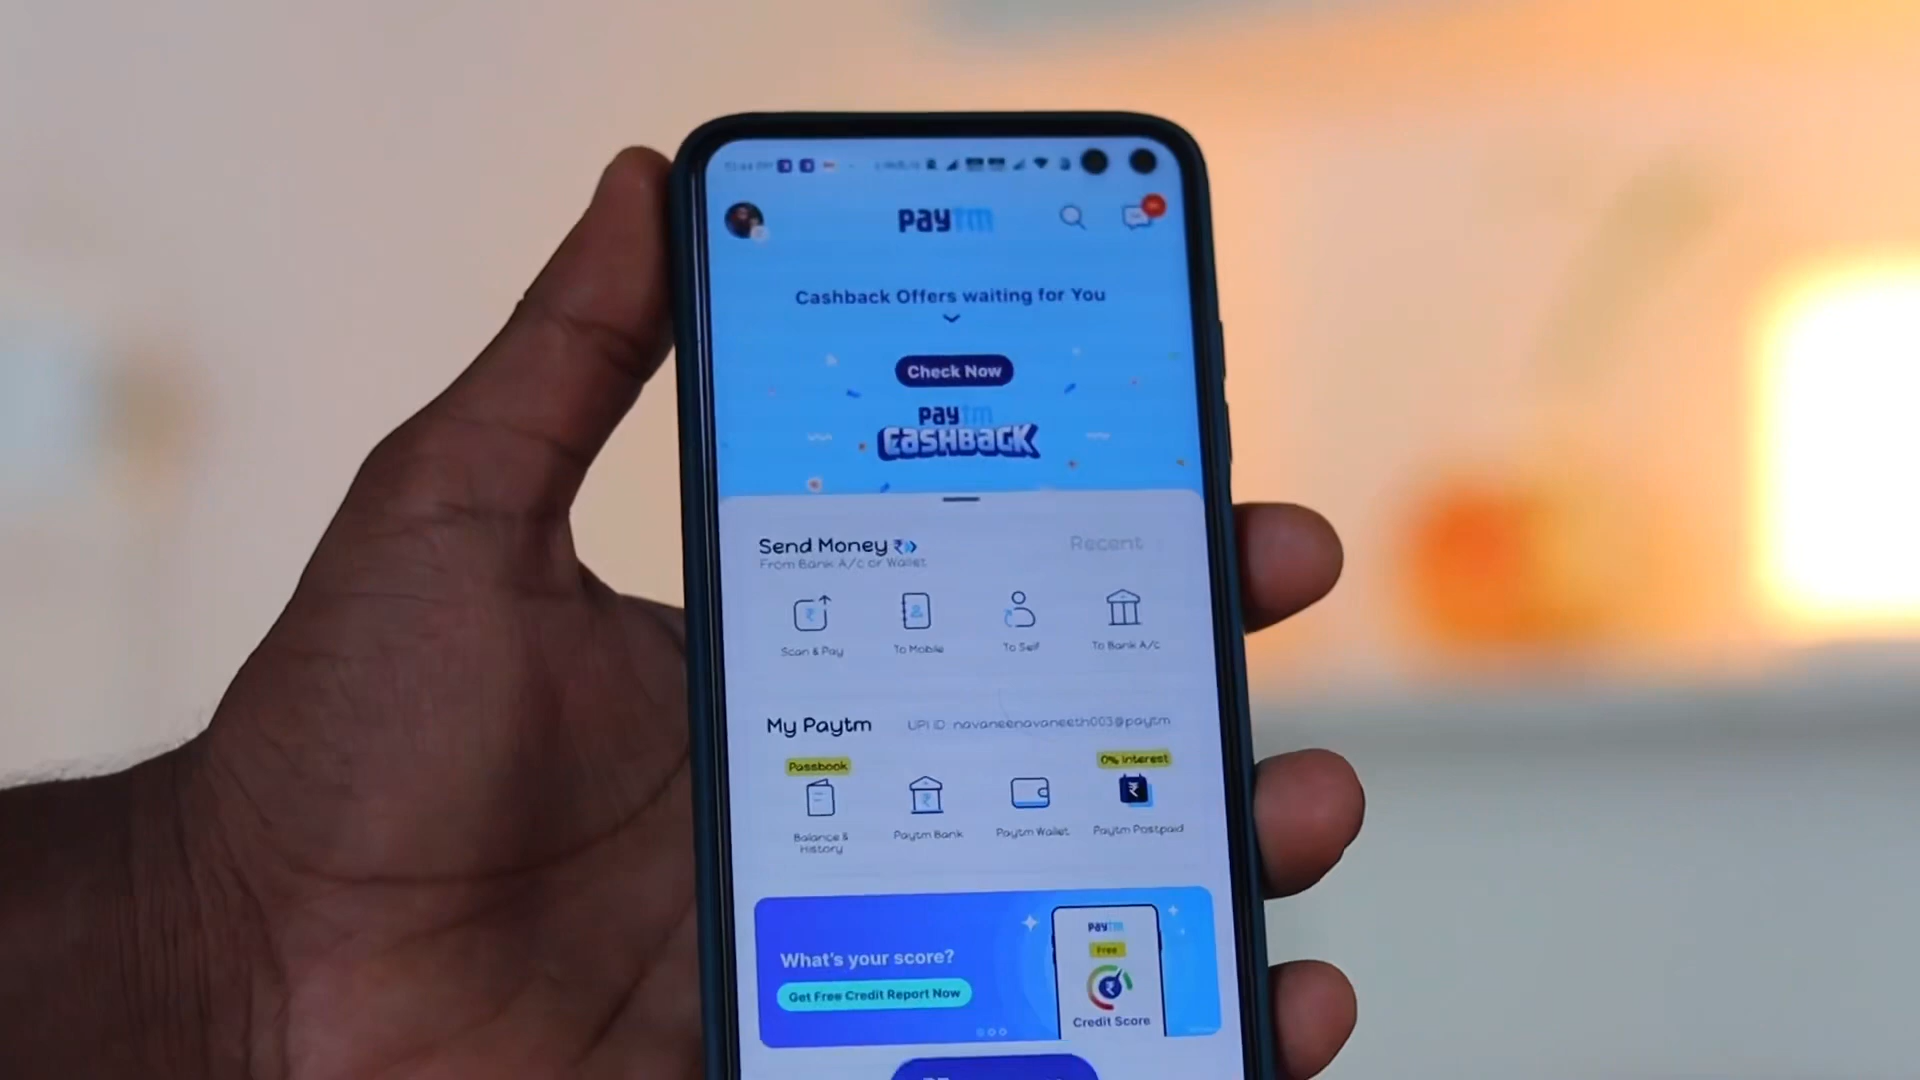 paytm
Cashback Offers waiting for You
Check Now
paytm
CASHBACK
Send Money
Recent
From Bank A/c or Wallet
Scan & Pay
To Mobile
To Self
To Bank A/c
My Paytm
UPI ID: navaneenavaneeth003@paytm
Passbook
0% Interest
Balance &
History
Paytm Bank
Paytm Wallet
Paytm Postpaid
What's your score?
Get Free Credit Report Now
paytm
Free
Credit Score